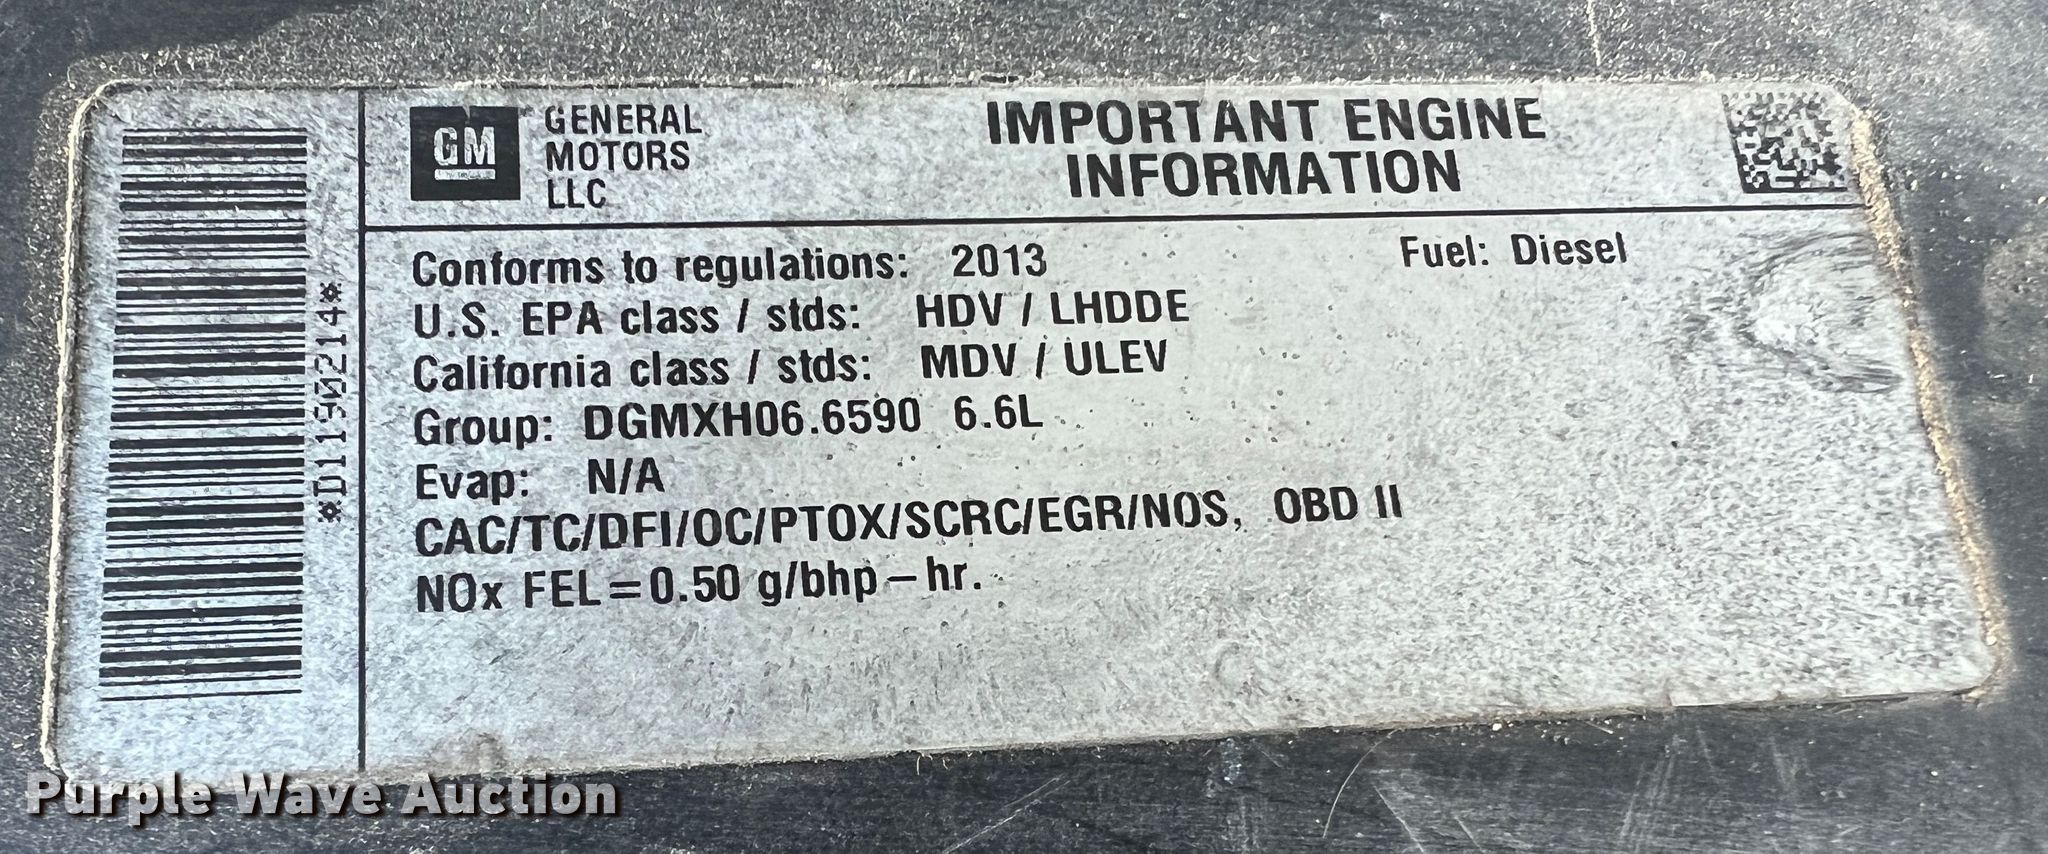 *D11902114*
GM
GENERAL
MOTORS
LLC
IMPORTANT ENGINE
INFORMATION
Conforms to regulations: 2013
Fuel: Diesel
U.S. EPA class / stds: HDV / LHDDE
California class / stds: MDV / ULEV
Group: DGMXH06.6590 6.6L
Evap: N/A
CAC/TC/DFI/OC/PTOX/SCRC/EGR/NOS, OBD II
NOx FEL=0.50 g/bhp–hr.
Purple Wave Auction